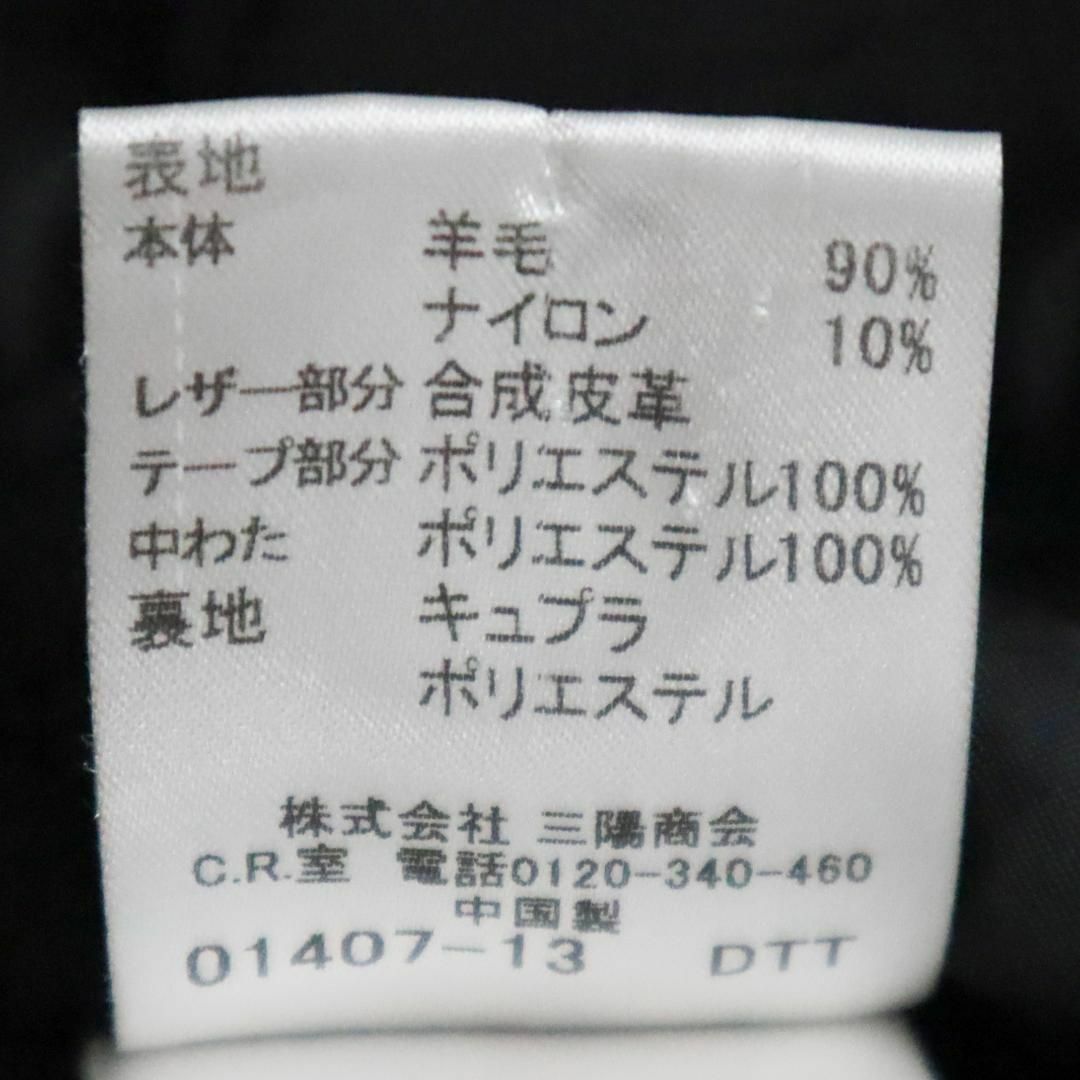 表地
本体 羊毛 90%
ナイロン 10%
レザー部分 合成皮革
テープ部分 ポリエステル100%
中わた ポリエステル100%
裏地 キュプラ
ポリエステル
株式会社 三陽商会
C.R.室 電話0120-340-460
中国製
01407-13 DTT